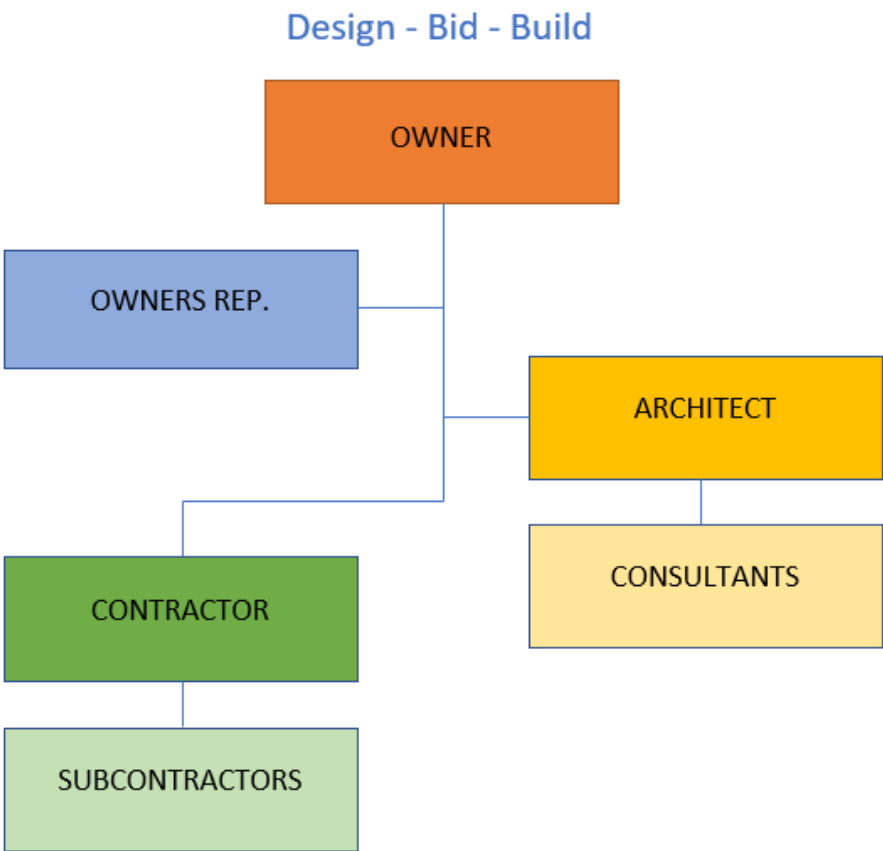 Design - Bid - Build
OWNER
OWNERS REP.
ARCHITECT
CONSULTANTS
CONTRACTOR
SUBCONTRACTORS